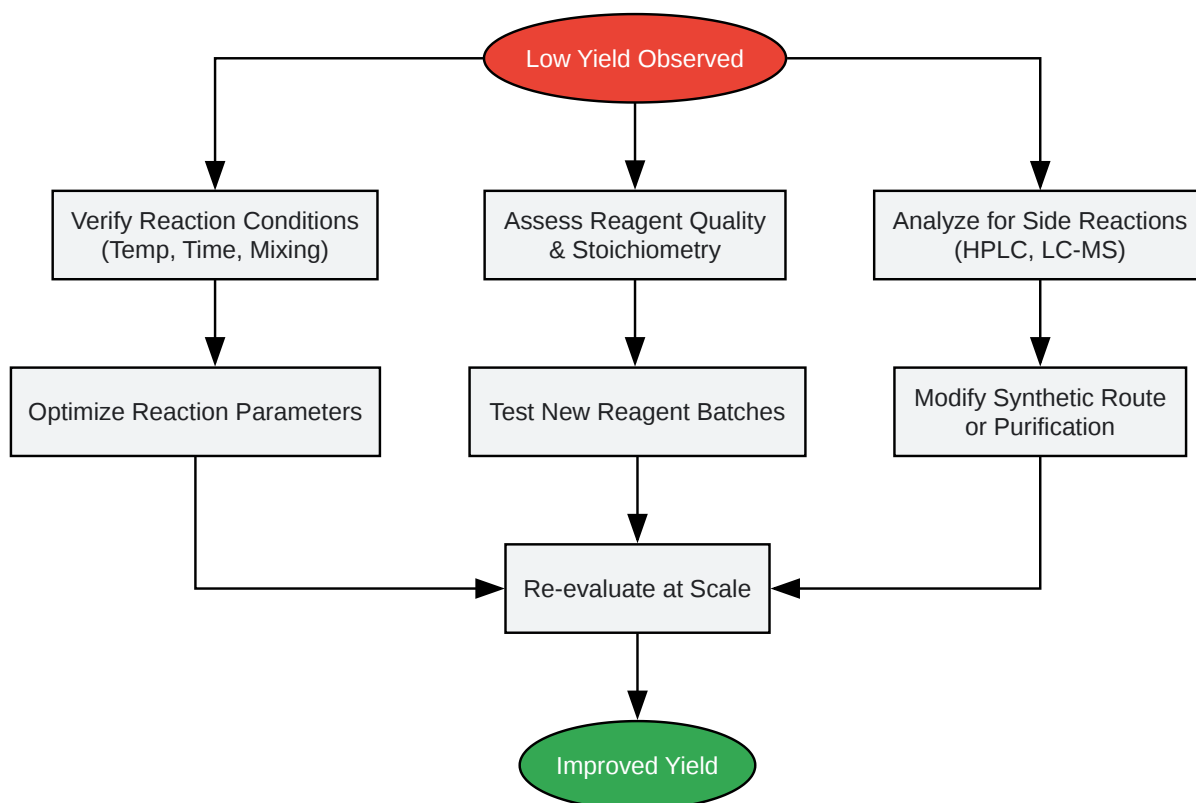 Low Yield Observed
Verify Reaction Conditions
(Temp, Time, Mixing)
Assess Reagent Quality
& Stoichiometry
Analyze for Side Reactions
(HPLC, LC-MS)
Optimize Reaction Parameters
Test New Reagent Batches
Modify Synthetic Route
or Purification
Re-evaluate at Scale
Improved Yield